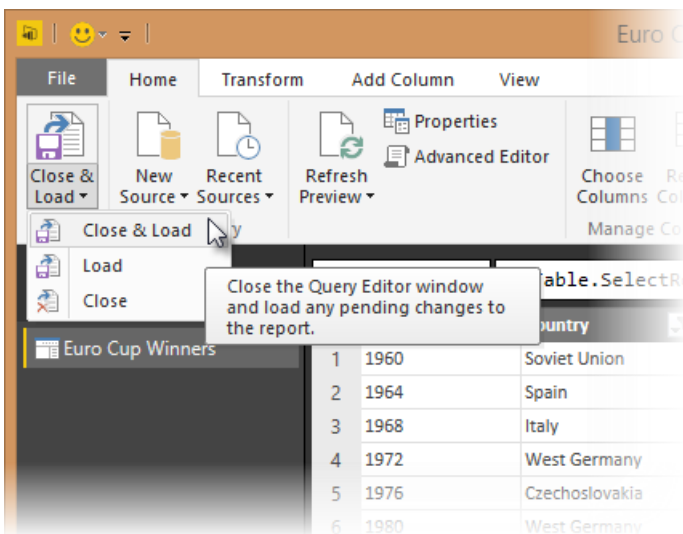 Euro C
File Home Transform Add Column View
Close & Load
New Source
Recent Sources
Refresh Preview
Properties
Advanced Editor
Choose Columns
Manage Co
Close & Load
Load
Close
Close the Query Editor window
and load any pending changes to
the report.
able.SelectR
Euro Cup Winners
untry
1 1960 Soviet Union
2 1964 Spain
3 1968 Italy
4 1972 West Germany
5 1976 Czechoslovakia
6 1980 West Germany